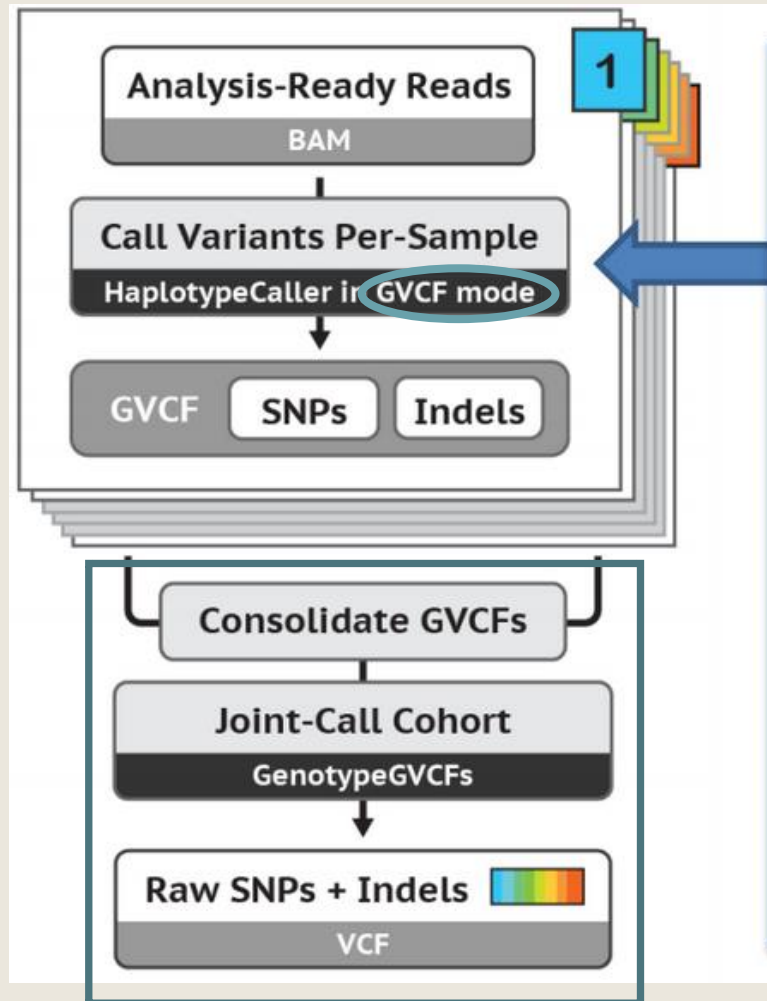 1
Analysis-Ready Reads
BAM
Call Variants Per-Sample
HaplotypeCaller in GVCF mode
GVCF SNPs Indels
Consolidate GVCFs
Joint-Call Cohort
GenotypeGVCFs
Raw SNPs + Indels
VCF